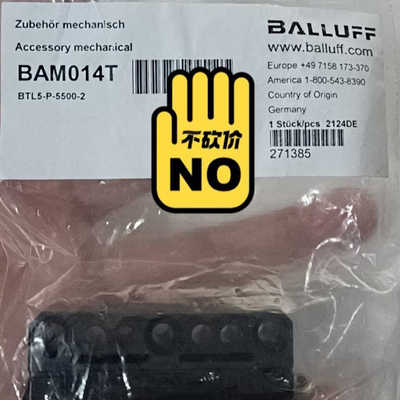 Zubehör mechanisch
Accessory mechanical
BAM014T
BTL5-P-5500-2
BALLUFF
www.balluff.com
Europe +49 7158 173-370
America 1-800-543-8390
Country of Origin
Germany
1 Stück/pcs 2124DE
271385
不砍价
NO